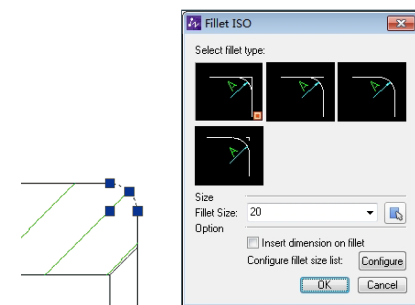 Fillet ISO
Select fillet type:
A A A
A
Size
Fillet Size: 20
Option
Insert dimension on fillet
Configure fillet size list: Configure
OK Cancel